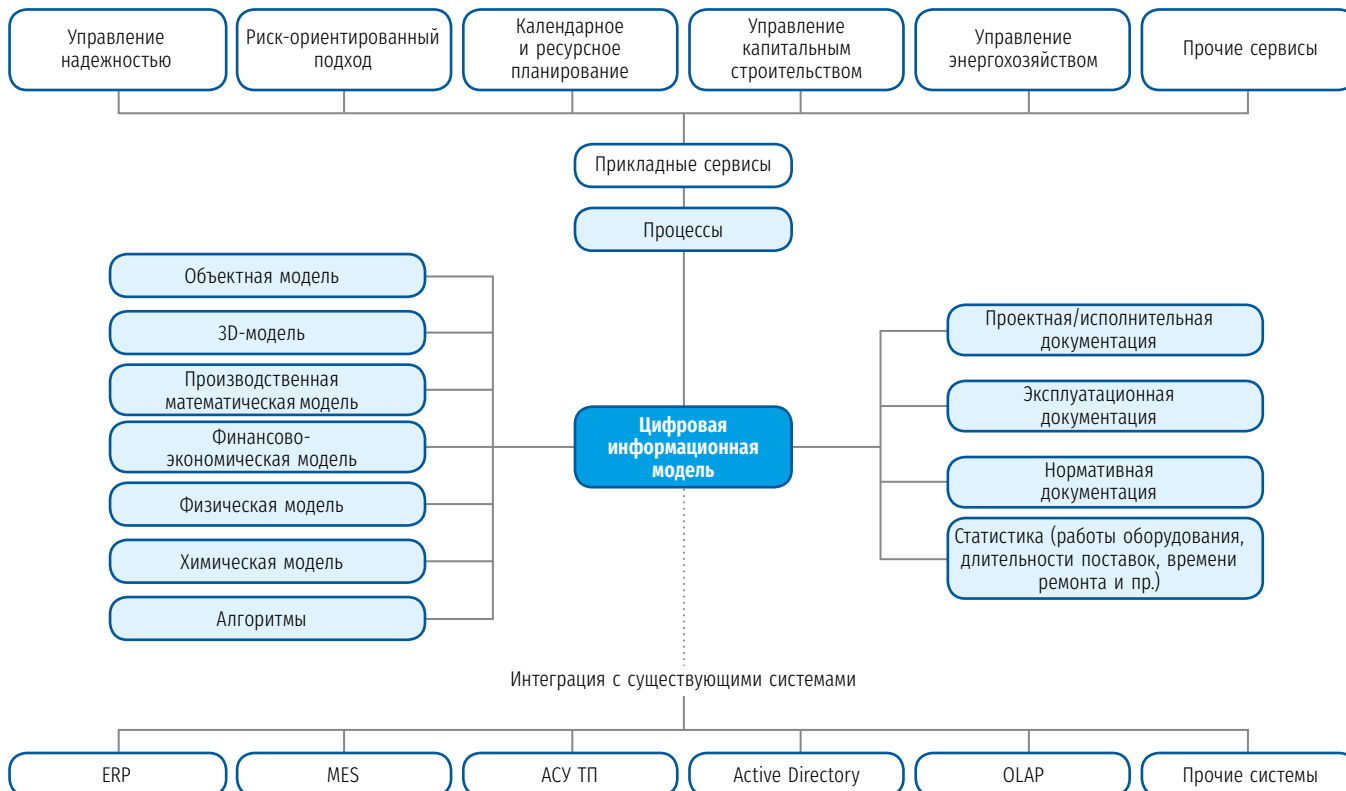 Управление
надежностью
Риск-ориентированный
подход
Календарное
и ресурсное
планирование
Управление
капитальным
строительством
Управление
энергохозяйством
Прочие сервисы
Прикладные сервисы
Процессы
Объектная модель
3D-модель
Производственная
математическая модель
Финансово-
экономическая модель
Физическая модель
Химическая модель
Алгоритмы
Цифровая
информационная
модель
Проектная/исполнительная
документация
Эксплуатационная
документация
Нормативная
документация
Статистика (работы оборудования,
длительности поставок, времени
ремонта и пр.)
Интеграция с существующими системами
ERP
MES
АСУ ТП
Active Directory
OLAP
Прочие системы